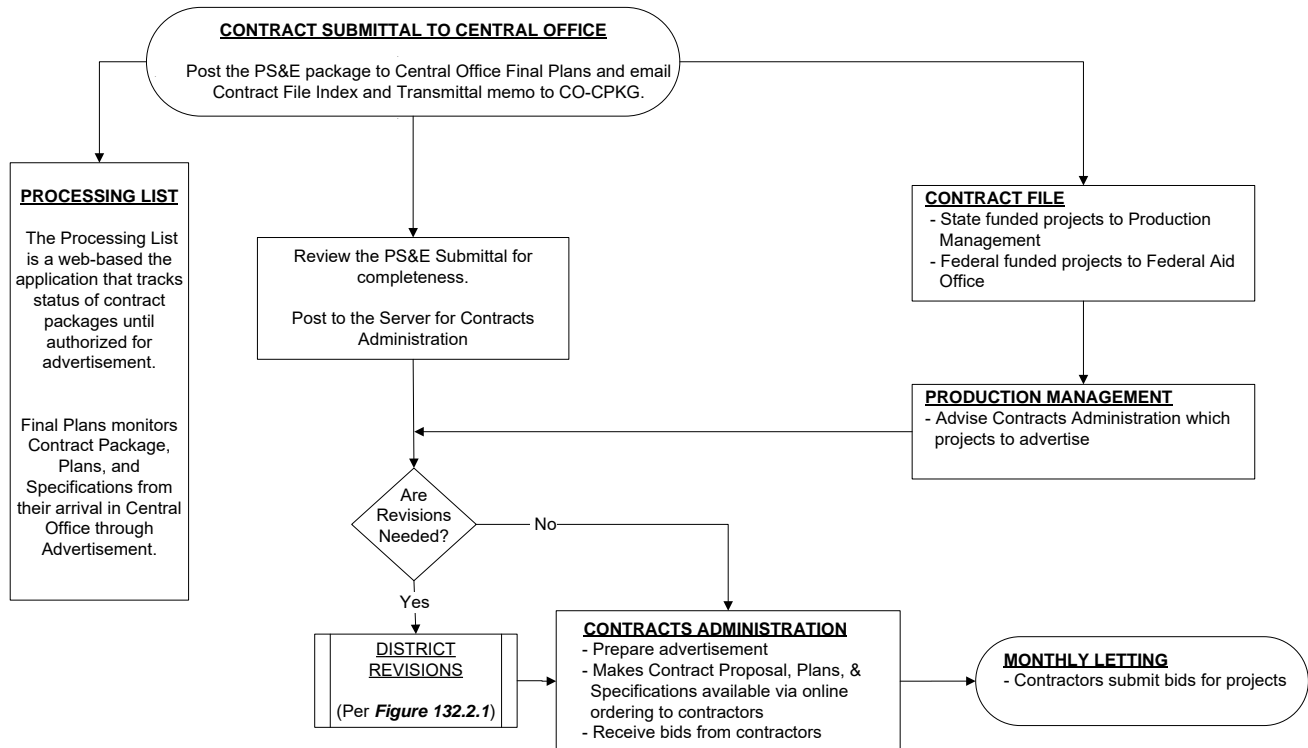 CONTRACT SUBMITTAL TO CENTRAL OFFICE
Post the PS&E package to Central Office Final Plans and email
Contract File Index and Transmittal memo to CO-CPKG.
PROCESSING LIST
The Processing List
is a web-based the
application that tracks
status of contract
packages until
authorized for
advertisement.
Final Plans monitors
Contract Package,
Plans, and
Specifications from
their arrival in Central
Office through
Advertisement.
Review the PS&E Submittal for
completeness.
Post to the Server for Contracts
Administration
CONTRACT FILE
- State funded projects to Production
Management
- Federal funded projects to Federal Aid
Office
PRODUCTION MANAGEMENT
- Advise Contracts Administration which
projects to advertise
Are
Revisions
Needed?
No
Yes
DISTRICT
REVISIONS
(Per Figure 132.2.1)
CONTRACTS ADMINISTRATION
- Prepare advertisement
- Makes Contract Proposal, Plans, &
Specifications available via online
ordering to contractors
- Receive bids from contractors
MONTHLY LETTING
- Contractors submit bids for projects